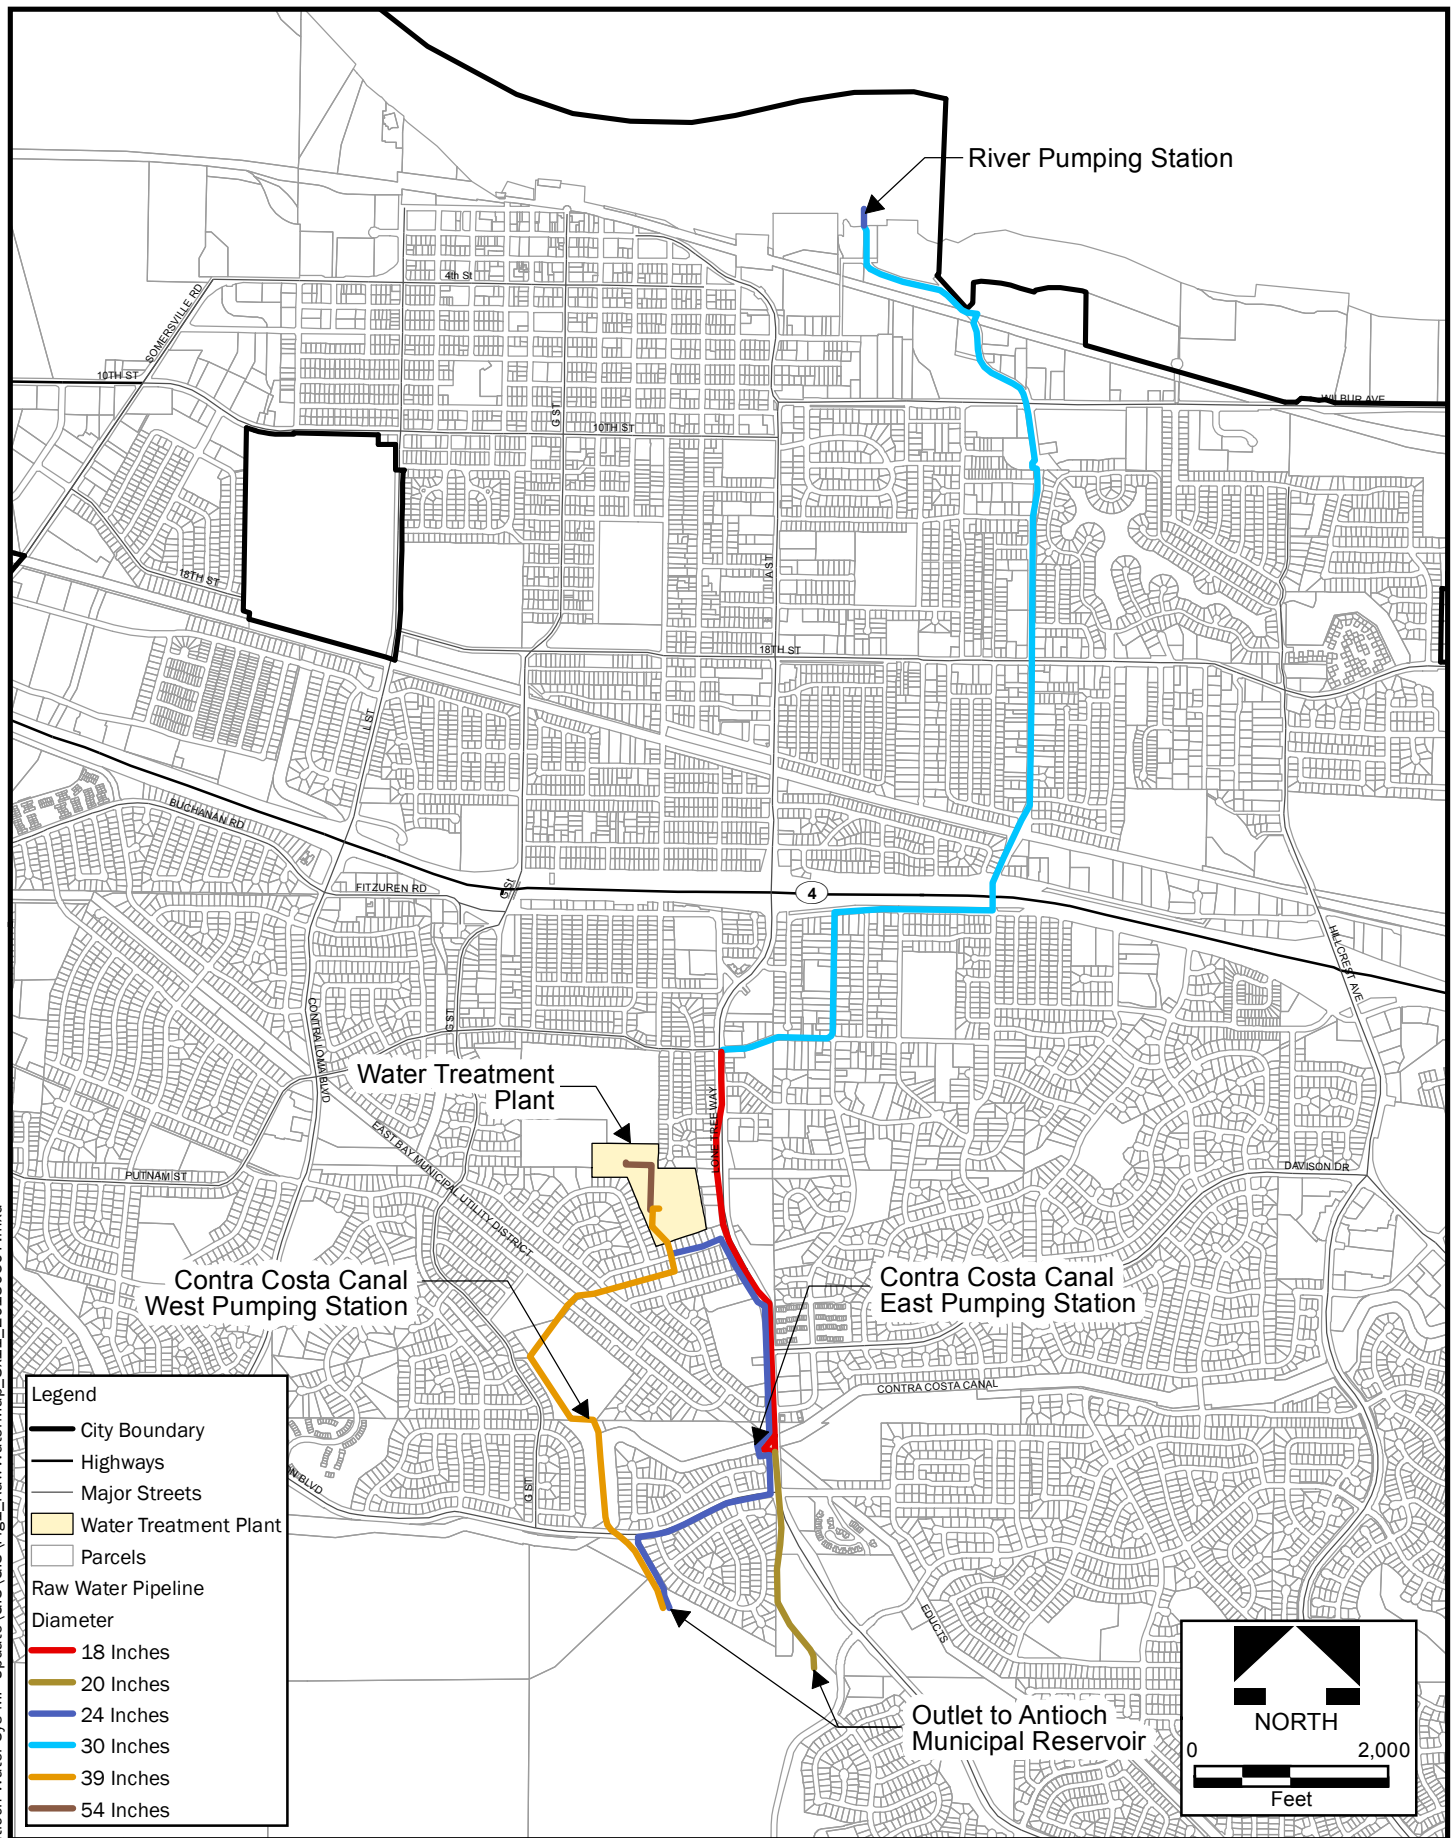 River Pumping Station
4th St
SOMERSVILLE RD
10TH ST
WILBUR AVE
G ST
10TH ST
18TH ST
A ST
18TH ST
L ST
BUCHANAN RD
FITZUREN RD
G ST
4
HILLCREST AVE
CONTRA LOMA BLVD
G ST
Water Treatment
Plant
LONE TREE WAY
EAST BAY MUNICIPAL UTILITY DISTRICT
PUTNAM ST
DAVISON DR
Contra Costa Canal
West Pumping Station
Contra Costa Canal
East Pumping Station
CONTRA COSTA CANAL
N BLVD
G ST
EDUCTS
Outlet to Antioch
Municipal Reservoir
Legend
City Boundary
Highways
Major Streets
Water Treatment Plant
Parcels
Raw Water Pipeline
Diameter
18 Inches
20 Inches
24 Inches
30 Inches
39 Inches
54 Inches
NORTH
0 2,000
Feet